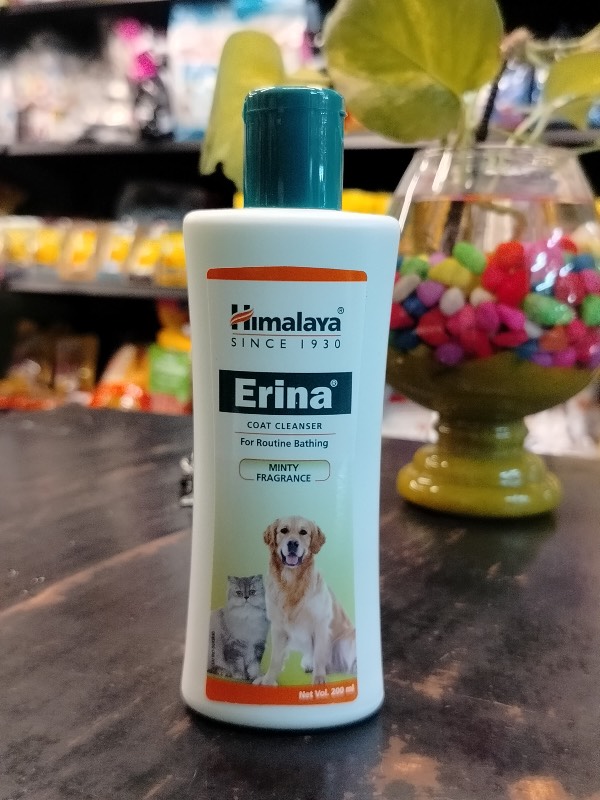 Himalaya®
SINCE 1930
Erina®
COAT CLEANSER
For Routine Bathing
MINTY
FRAGRANCE
Net Vol. 200 ml